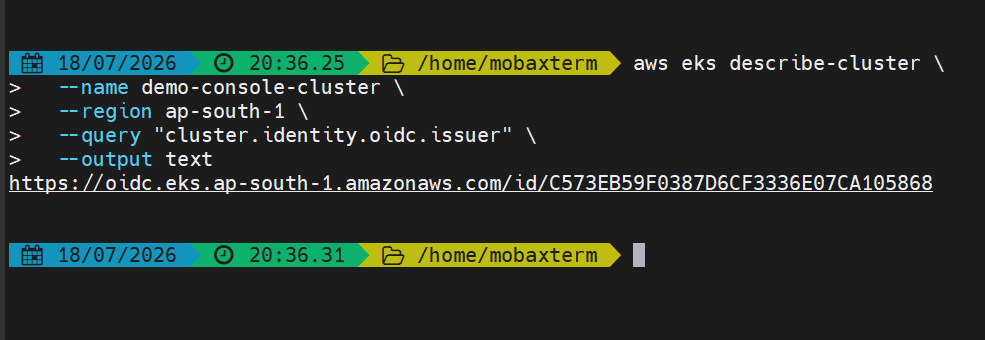 18/07/2026 20:36.25 /home/mobaxterm aws eks describe-cluster \
> --name demo-console-cluster \
> --region ap-south-1 \
> --query "cluster.identity.oidc.issuer" \
> --output text
https://oidc.eks.ap-south-1.amazonaws.com/id/C573EB59F0387D6CF3336E07CA105868
18/07/2026 20:36.31 /home/mobaxterm